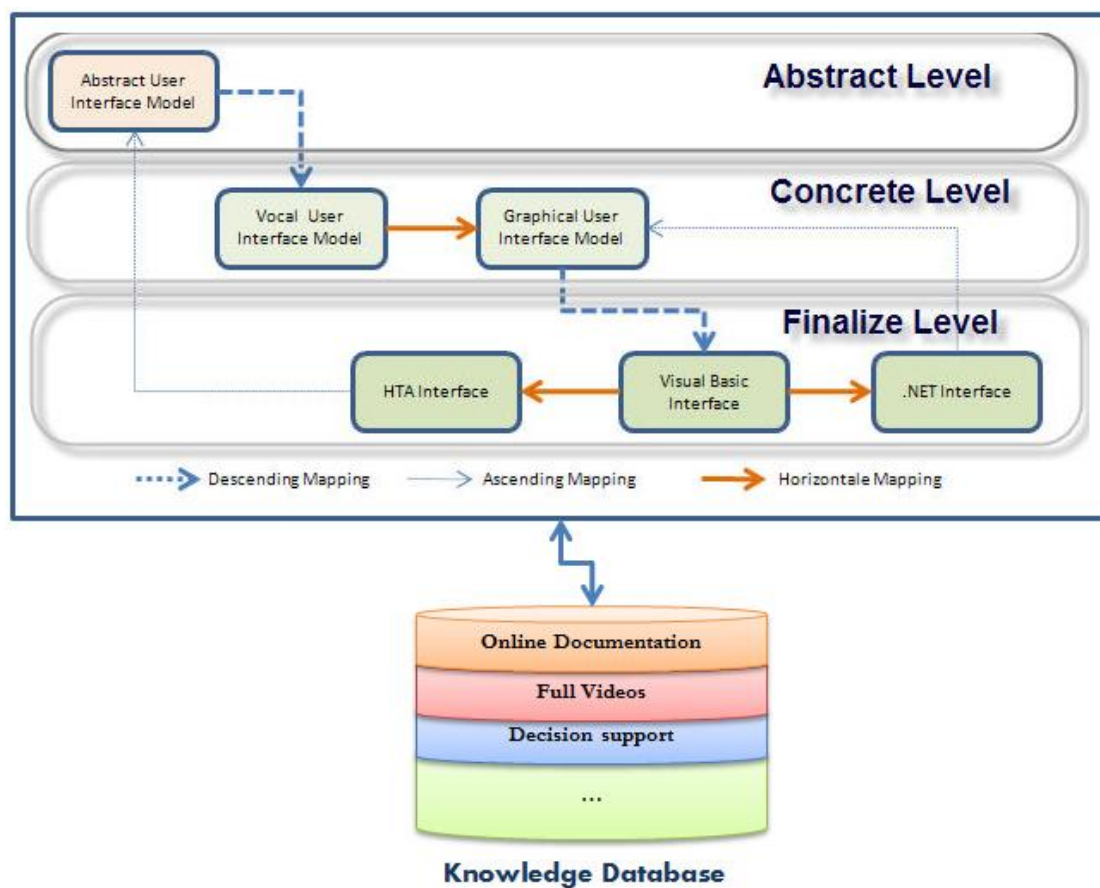 Abstract Level
Abstract User
Interface Model
Concrete Level
Vocal User
Interface Model
Graphical User
Interface Model
Finalize Level
HTA Interface
Visual Basic
Interface
.NET Interface
Descending Mapping
Ascending Mapping
Horizontale Mapping
Online Documentation
Full Videos
Decision support
...
Knowledge Database